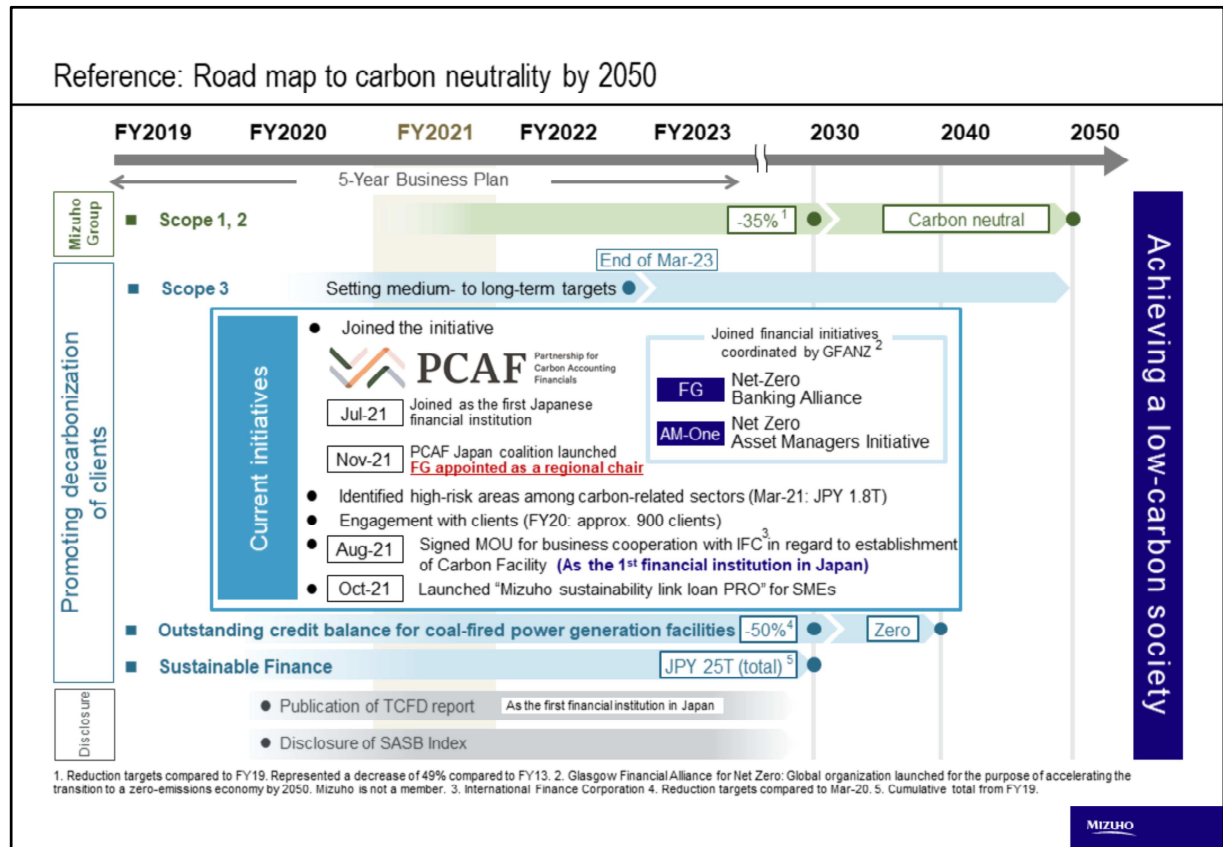 Reference: Road map to carbon neutrality by 2050
FY2019 FY2020 FY2021 FY2022 FY2023 2030 2040 2050
5-Year Business Plan
Mizuho
Group
■ Scope 1, 2
-35% 1
Carbon neutral
End of Mar-23
■ Scope 3
Setting medium- to long-term targets
Promoting decarbonization
of clients
Current initiatives
● Joined the initiative
PCAF
Partnership for
Carbon Accounting
Financials
Jul-21
Joined as the first Japanese
financial institution
Nov-21
PCAF Japan coalition launched
FG appointed as a regional chair
Joined financial initiatives
coordinated by GFANZ 2
FG
Net-Zero
Banking Alliance
AM-One
Net Zero
Asset Managers Initiative
● Identified high-risk areas among carbon-related sectors (Mar-21: JPY 1.8T)
● Engagement with clients (FY20: approx. 900 clients)
● Aug-21
Signed MOU for business cooperation with IFC 3 in regard to establishment
of Carbon Facility (As the 1st financial institution in Japan)
● Oct-21
Launched “Mizuho sustainability link loan PRO” for SMEs
■ Outstanding credit balance for coal-fired power generation facilities
-50% 4
Zero
■ Sustainable Finance
JPY 25T (total) 5
Disclosure
● Publication of TCFD report
As the first financial institution in Japan
● Disclosure of SASB Index
Achieving a low-carbon society
1. Reduction targets compared to FY19. Represented a decrease of 49% compared to FY13. 2. Glasgow Financial Alliance for Net Zero: Global organization launched for the purpose of accelerating the
transition to a zero-emissions economy by 2050. Mizuho is not a member. 3. International Finance Corporation 4. Reduction targets compared to Mar-20. 5. Cumulative total from FY19.
MIZUHO